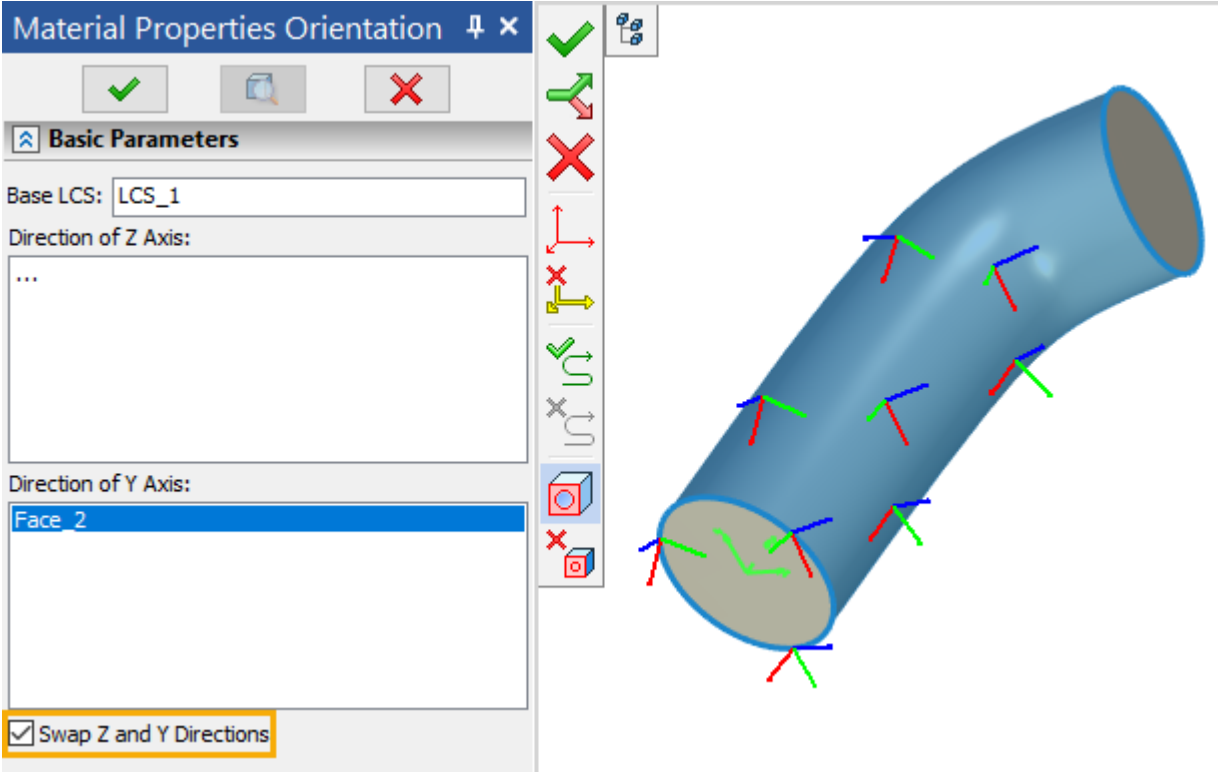 Material Properties Orientation
Basic Parameters
Base LCS: LCS_1
Direction of Z Axis:
...
Direction of Y Axis:
Face_2
Swap Z and Y Directions